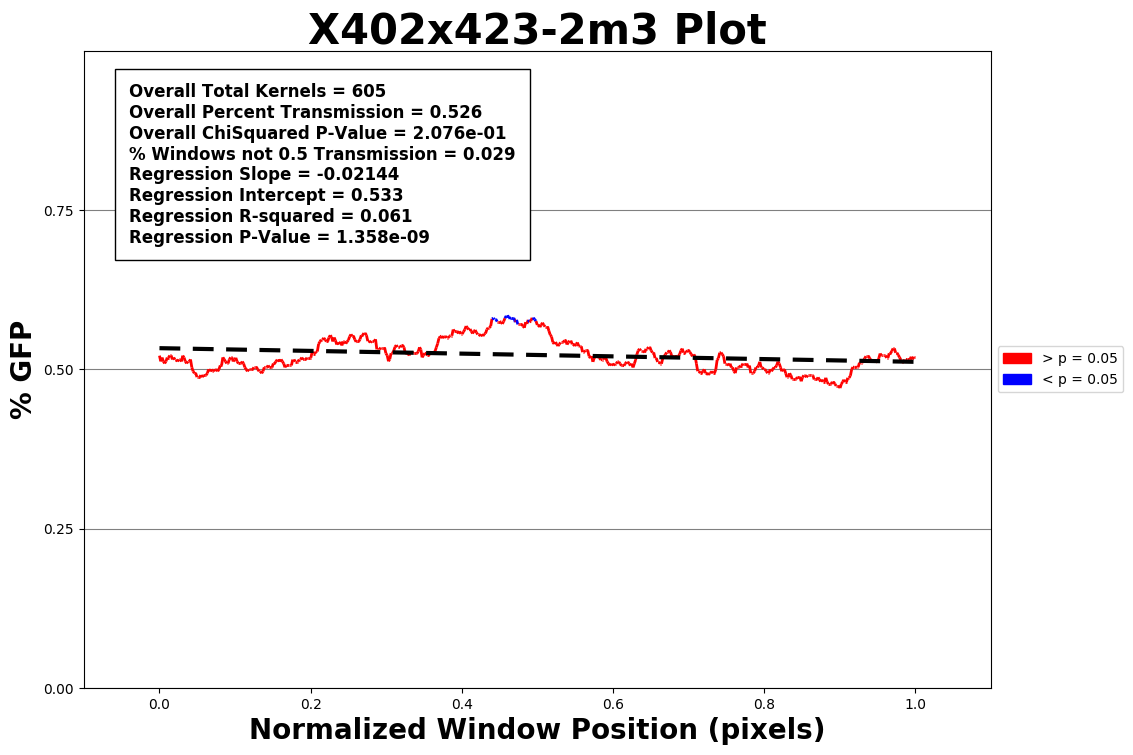 X402x423-2m3 Plot
Overall Total Kernels = 605
Overall Percent Transmission = 0.526
Overall ChiSquared P-Value = 2.076e-01
% Windows not 0.5 Transmission = 0.029
Regression Slope = -0.02144
Regression Intercept = 0.533
Regression R-squared = 0.061
Regression P-Value = 1.358e-09
% GFP
0.75
0.50
0.25
0.00
0.0 0.2 0.4 0.6 0.8 1.0
Normalized Window Position (pixels)
> p = 0.05
< p = 0.05